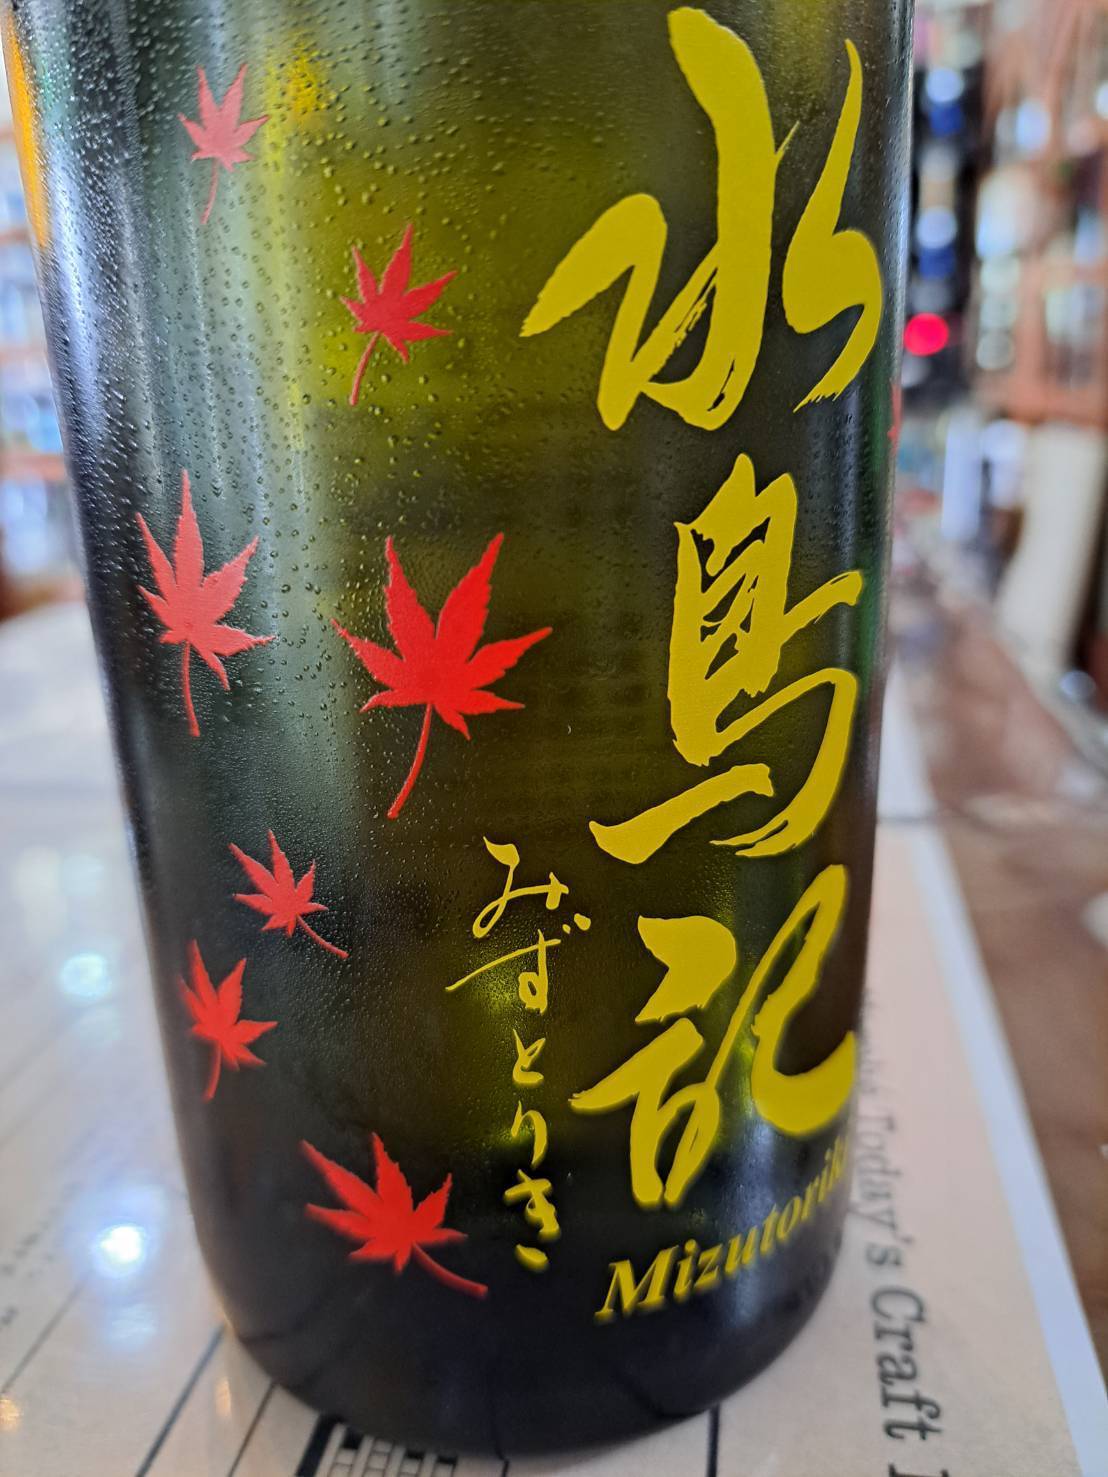 水鳥記
みずとりき
Mizutoriki
Today's Craft